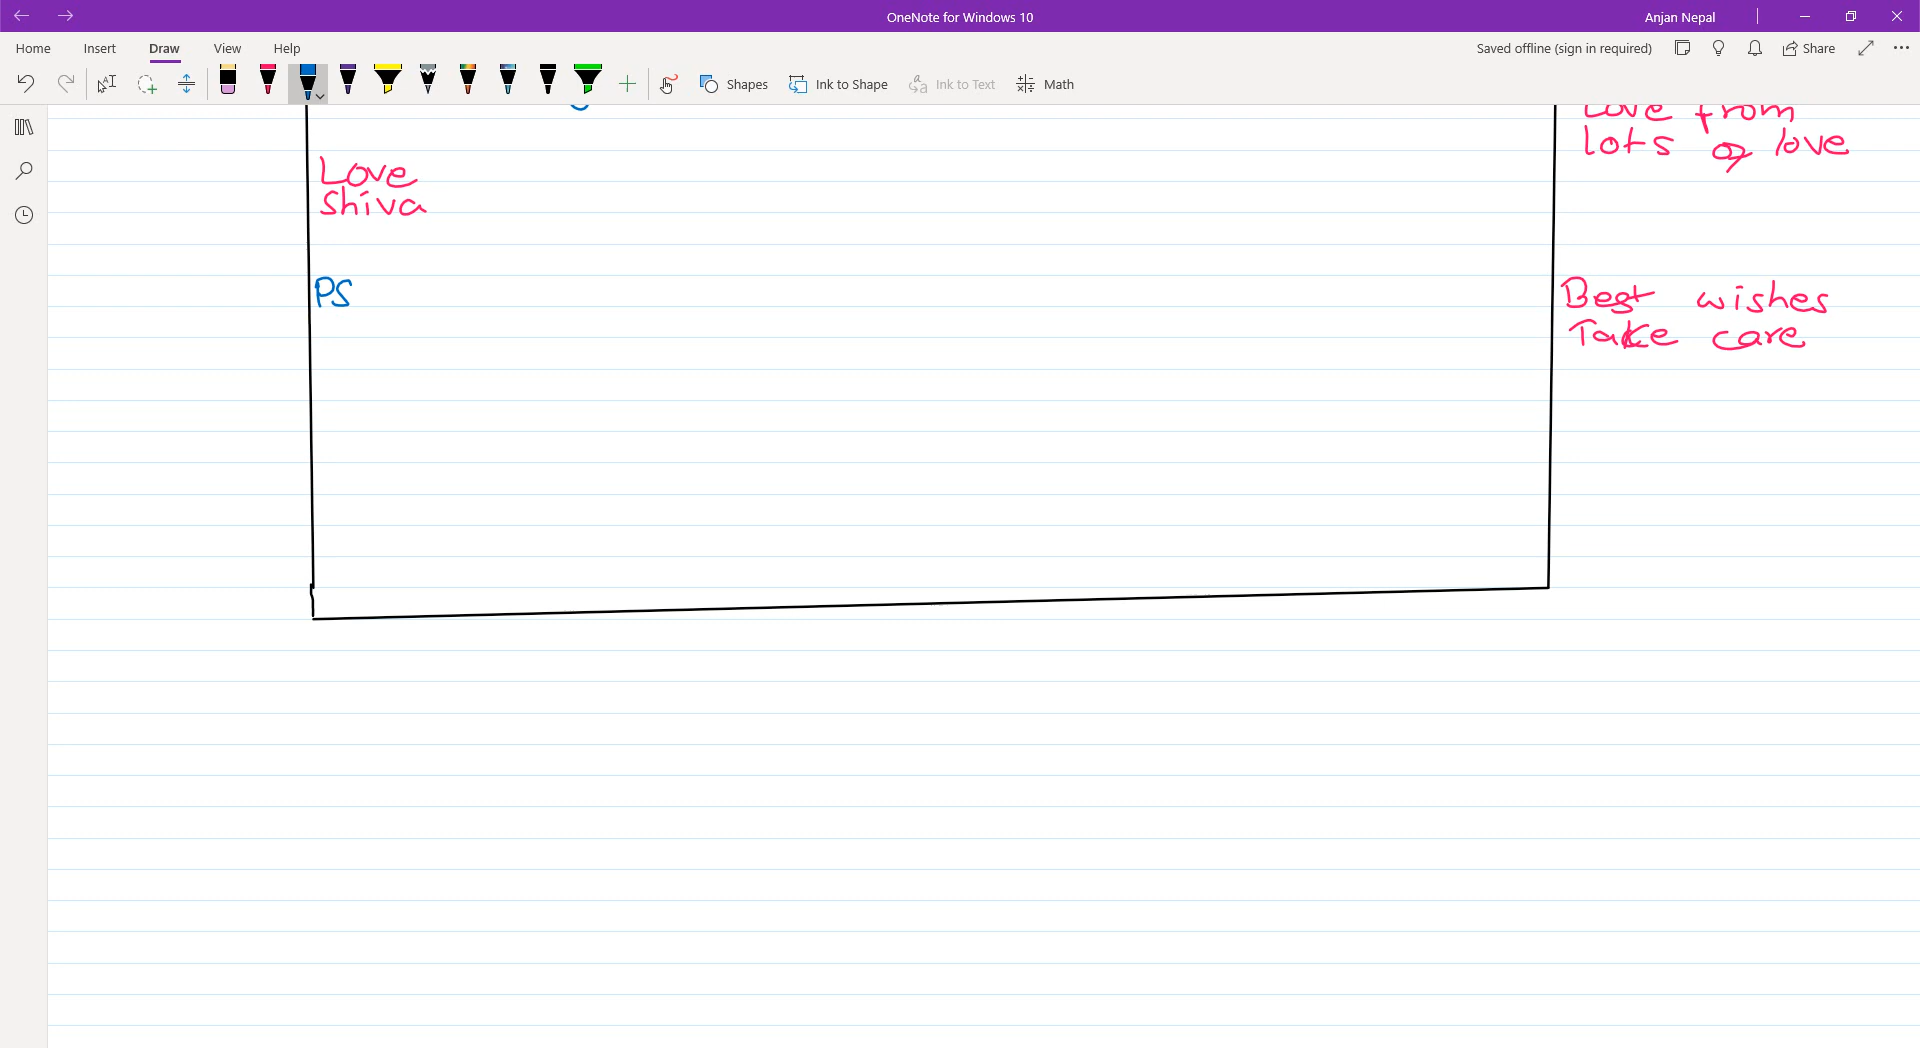 OneNote for Windows 10
Anjan Nepal
Home Insert Draw View Help
Saved offline (sign in required)
Share
Shapes
Ink to Shape
Ink to Text
Math
Love from
lots of love
Love
Shiva
PS
Best wishes
Take care